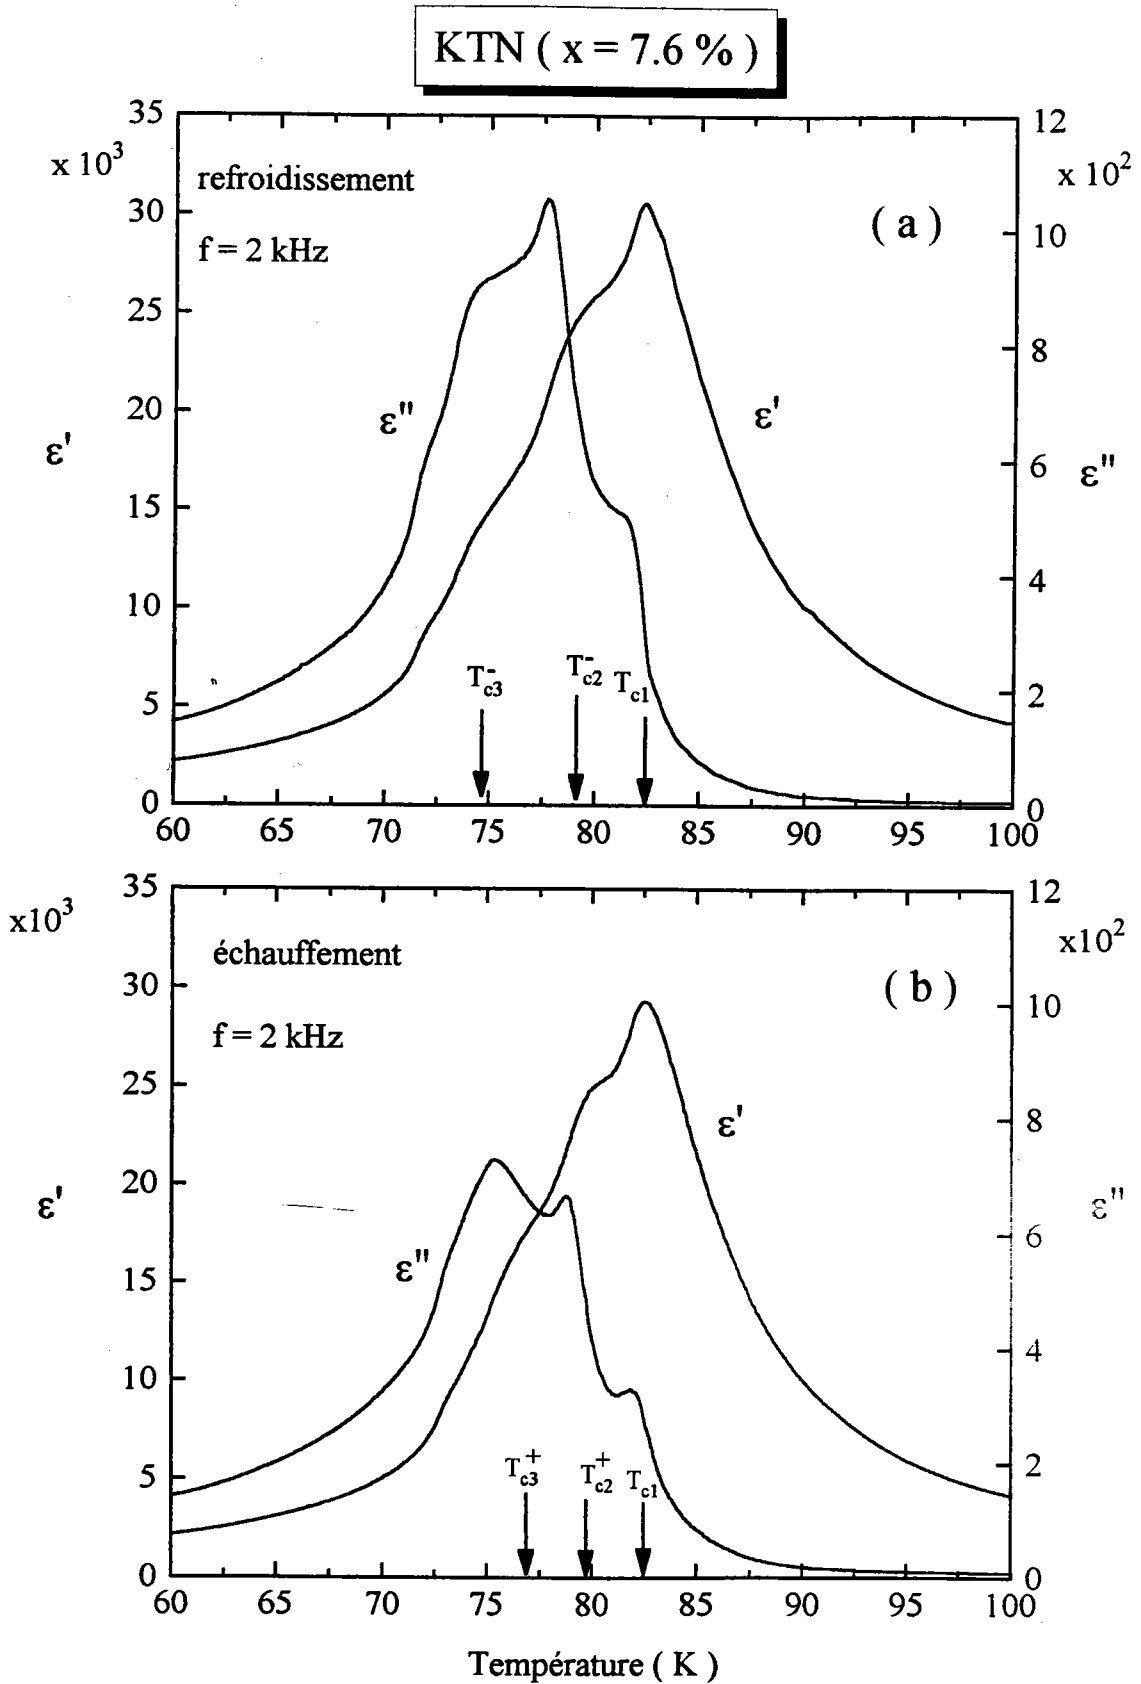 KTN ( x = 7.6 % )
35
12
x 10³
x 10²
refroidissement
( a )
30
10
f = 2 kHz
25
8
ε''
ε'
20
ε'
6
ε''
15
4
10
T⁻c3
T⁻c2
Tc1
5
2
0
0
60 65 70 75 80 85 90 95 100
35
12
x10³
x10²
échauffement
( b )
30
10
f = 2 kHz
25
8
ε'
20
ε'
ε''
6
ε''
15
4
10
T⁺c3
T⁺c2
Tc1
5
2
0
0
60 65 70 75 80 85 90 95 100
Température ( K )